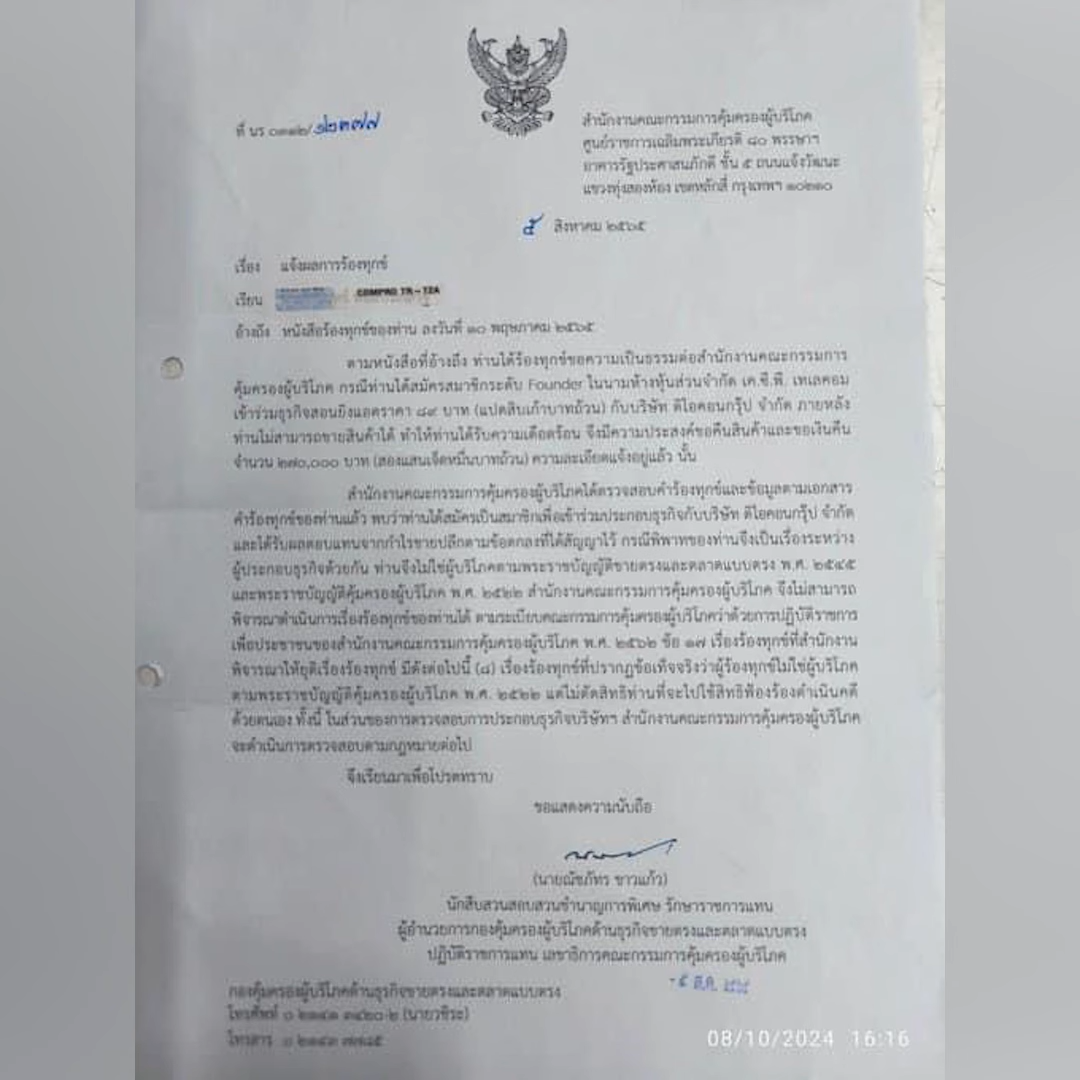 ที่ นร ๐๓๑๒/๑๒๓๗๗
สำนักงานคณะกรรมการคุ้มครองผู้บริโภค
ศูนย์ราชการเฉลิมพระเกียรติ ๘๐ พรรษาฯ
อาคารรัฐประศาสนภักดี ชั้น ๕ ถนนแจ้งวัฒนะ
แขวงทุ่งสองห้อง เขตหลักสี่ กรุงเทพฯ ๑๐๒๑๐
๕ สิงหาคม ๒๕๖๕
เรื่อง แจ้งผลการร้องทุกข์
เรียน
อ้างถึง หนังสือร้องทุกข์ของท่าน ลงวันที่ ๑๐ พฤษภาคม ๒๕๖๕
ตามหนังสือที่อ้างถึง ท่านได้ร้องทุกข์ขอความเป็นธรรมต่อสำนักงานคณะกรรมการ
คุ้มครองผู้บริโภค กรณีท่านได้สมัครสมาชิกระดับ Founder ในนามห้างหุ้นส่วนจำกัด เค.ซี.พี. เทเลคอม
เข้าร่วมธุรกิจสอนยิงแอดราคา ๘๙ บาท (แปดสิบเก้าบาทถ้วน) กับบริษัท ดิไอคอนกรุ๊ป จำกัด ภายหลัง
ท่านไม่สามารถขายสินค้าได้ ทำให้ท่านได้รับความเดือดร้อน จึงมีความประสงค์ขอคืนสินค้าและขอเงินคืน
จำนวน ๒๗๐,๐๐๐ บาท (สองแสนเจ็ดหมื่นบาทถ้วน) ความละเอียดแจ้งอยู่แล้ว นั้น
สำนักงานคณะกรรมการคุ้มครองผู้บริโภคได้ตรวจสอบคำร้องทุกข์และข้อมูลตามเอกสาร
คำร้องทุกข์ของท่านแล้ว พบว่าท่านได้สมัครเป็นสมาชิกเพื่อเข้าร่วมประกอบธุรกิจกับบริษัท ดิไอคอนกรุ๊ป จำกัด
และได้รับผลตอบแทนจากกำไรขายปลีกตามข้อตกลงที่ได้สัญญาไว้ กรณีพิพาทของท่านจึงเป็นเรื่องระหว่าง
ผู้ประกอบธุรกิจด้วยกัน ท่านจึงไม่ใช่ผู้บริโภคตามพระราชบัญญัติขายตรงและตลาดแบบตรง พ.ศ. ๒๕๔๕
และพระราชบัญญัติคุ้มครองผู้บริโภค พ.ศ. ๒๕๒๒ สำนักงานคณะกรรมการคุ้มครองผู้บริโภค จึงไม่สามารถ
พิจารณาดำเนินการเรื่องร้องทุกข์ของท่านได้ ตามระเบียบคณะกรรมการคุ้มครองผู้บริโภคว่าด้วยการปฏิบัติราชการ
เพื่อประชาชนของสำนักงานคณะกรรมการคุ้มครองผู้บริโภค พ.ศ. ๒๕๖๒ ข้อ ๑๗ เรื่องร้องทุกข์ที่สำนักงาน
พิจารณาให้ยุติเรื่องร้องทุกข์ มีดังต่อไปนี้ (๘) เรื่องร้องทุกข์ที่ปรากฏข้อเท็จจริงว่าผู้ร้องทุกข์ไม่ใช่ผู้บริโภค
ตามพระราชบัญญัติคุ้มครองผู้บริโภค พ.ศ. ๒๕๒๒ แต่ไม่ตัดสิทธิท่านที่จะไปใช้สิทธิฟ้องร้องดำเนินคดี
ด้วยตนเอง ทั้งนี้ ในส่วนของการตรวจสอบการประกอบธุรกิจบริษัทฯ สำนักงานคณะกรรมการคุ้มครองผู้บริโภค
จะดำเนินการตรวจสอบตามกฎหมายต่อไป
จึงเรียนมาเพื่อโปรดทราบ
ขอแสดงความนับถือ
(นายณัชภัทร ขาวแก้ว)
นักสืบสวนสอบสวนชำนาญการพิเศษ รักษาราชการแทน
ผู้อำนวยการกองคุ้มครองผู้บริโภคด้านธุรกิจขายตรงและตลาดแบบตรง
ปฏิบัติราชการแทน เลขาธิการคณะกรรมการคุ้มครองผู้บริโภค
- ๕ ส.ค. ๒๕๖๕
กองคุ้มครองผู้บริโภคด้านธุรกิจขายตรงและตลาดแบบตรง
โทรศัพท์ ๐ ๒๑๔๑ ๓๔๒๐-๒ (นายวชิระ)
โทรสาร
08/10/2024 16:16